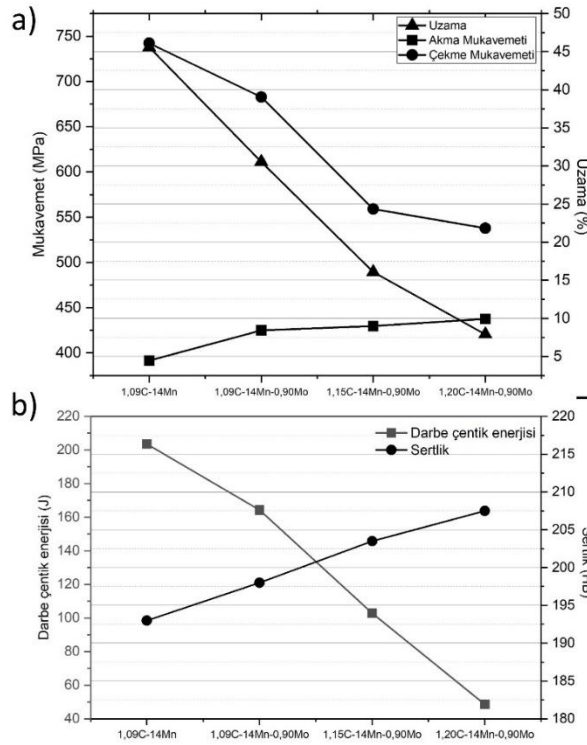 a)
750
700
650
600
550
500
450
400
Mukavemet (MPa)
50
45
40
35
30
25
20
15
10
5
Uzama (%)
Uzama
Akma Mukavemeti
Çekme Mukavemeti
1,09C-14Mn
1,09C-14Mn-0,90Mo
1,15C-14Mn-0,90Mo
1,20C-14Mn-0,90Mo
b)
220
200
180
160
140
120
100
80
60
40
Darbe çentik enerjisi (J)
220
215
210
205
200
195
190
185
180
Sertlik (HB)
Darbe çentik enerjisi
Sertlik
1,09C-14Mn
1,09C-14Mn-0,90Mo
1,15C-14Mn-0,90Mo
1,20C-14Mn-0,90Mo